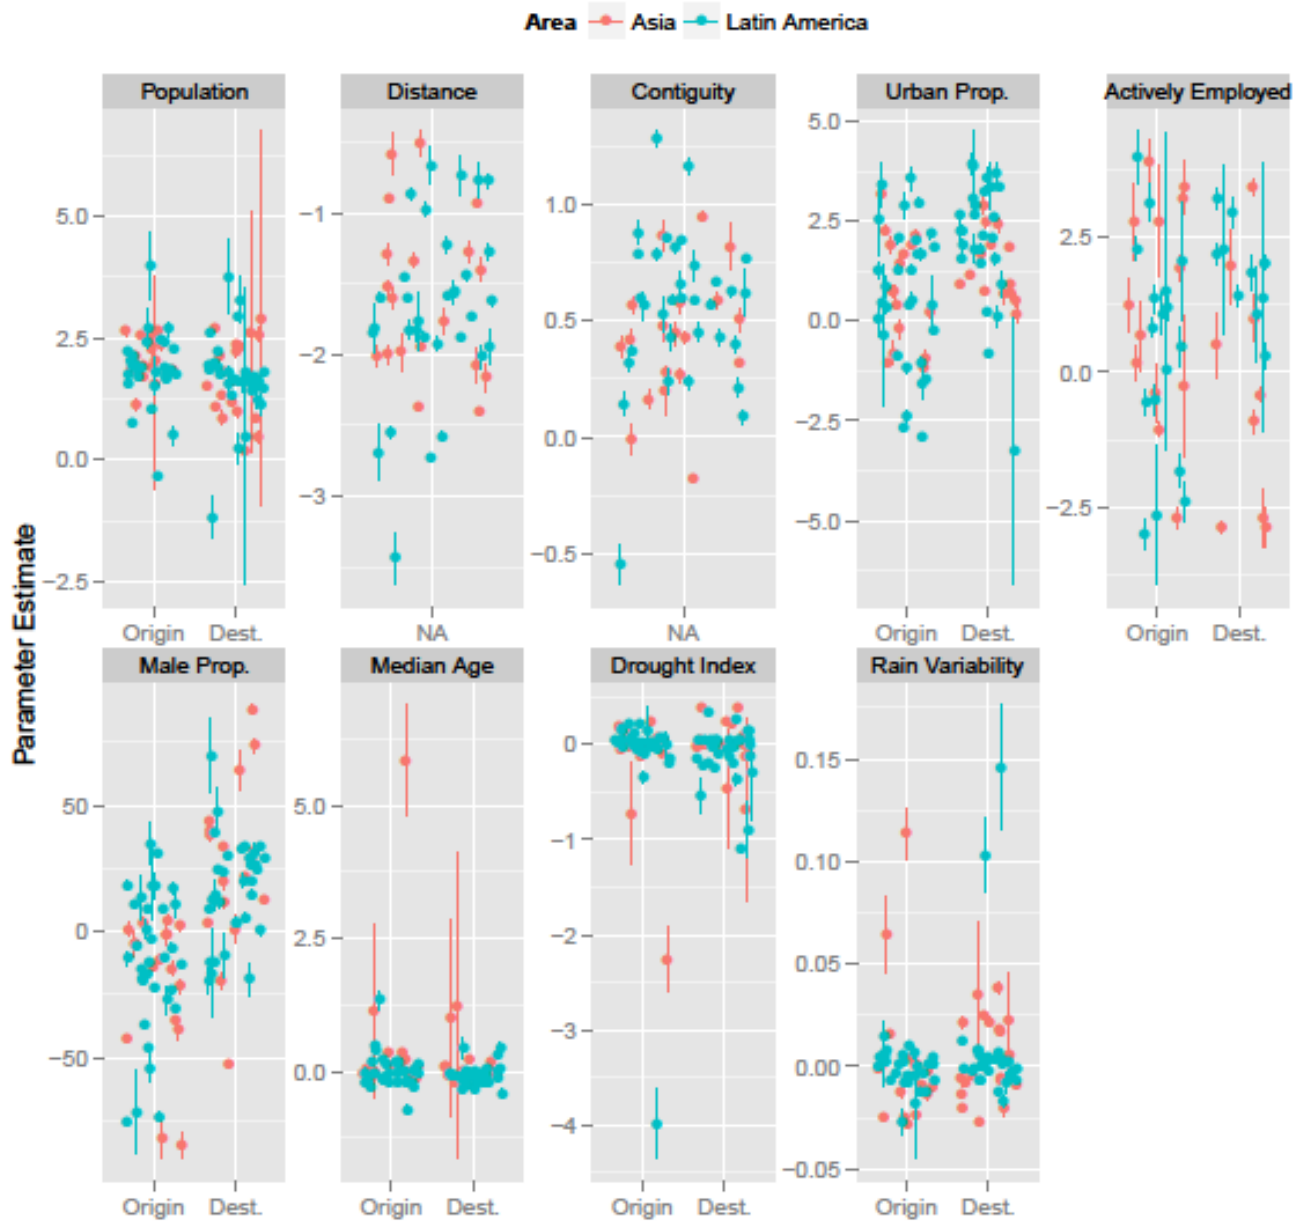 Area Asia Latin America
Population Distance Contiguity Urban Prop. Actively Employed
5.0 2.5 0.0 −2.5
−1 −2 −3
1.0 0.5 0.0 −0.5
5.0 2.5 0.0 −2.5 −5.0
2.5 0.0 −2.5
Origin Dest. NA NA Origin Dest. Origin Dest.
Parameter Estimate
Male Prop. Median Age Drought Index Rain Variability
50 0 −50
5.0 2.5 0.0
0 −1 −2 −3 −4
0.15 0.10 0.05 0.00 −0.05
Origin Dest. Origin Dest. Origin Dest. Origin Dest.